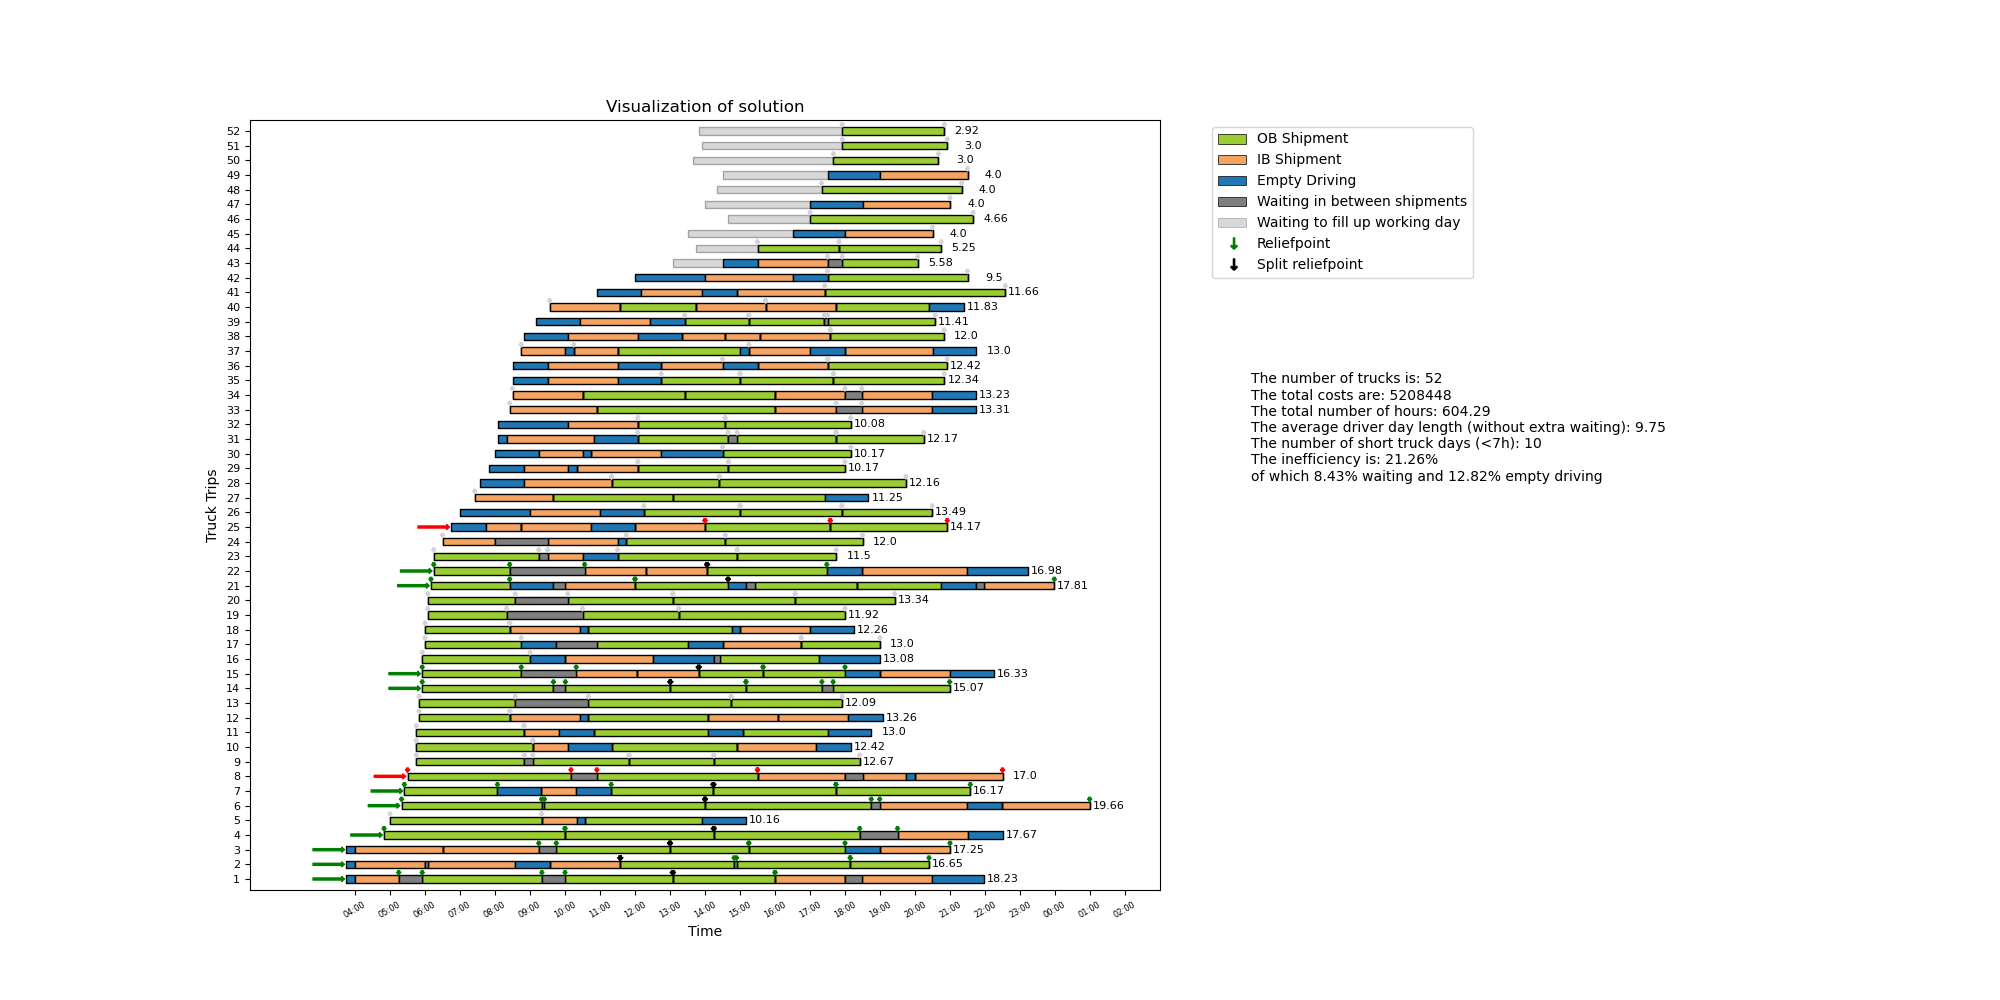 Visualization of solution
Truck Trips
52 2.92
51 3.0
50 3.0
49 4.0
48 4.0
47 4.0
46 4.66
45 4.0
44 5.25
43 5.58
42 9.5
41 11.66
40 11.83
39 11.41
38 12.0
37 13.0
36 12.42
35 12.34
34 13.23
33 13.31
32 10.08
31 12.17
30 10.17
29 10.17
28 12.16
27 11.25
26 13.49
25 14.17
24 12.0
23 11.5
22 16.98
21 17.81
20 13.34
19 11.92
18 12.26
17 13.0
16 13.08
15 16.33
14 15.07
13 12.09
12 13.26
11 13.0
10 12.42
9 12.67
8 17.0
7 16.17
6 19.66
5 10.16
4 17.67
3 17.25
2 16.65
1 18.23
04:00 05:00 06:00 07:00 08:00 09:00 10:00 11:00 12:00 13:00 14:00 15:00 16:00 17:00 18:00 19:00 20:00 21:00 22:00 23:00 00:00 01:00 02:00
Time
OB Shipment
IB Shipment
Empty Driving
Waiting in between shipments
Waiting to fill up working day
Reliefpoint
Split reliefpoint
The number of trucks is: 52
The total costs are: 5208448
The total number of hours: 604.29
The average driver day length (without extra waiting): 9.75
The number of short truck days (<7h): 10
The inefficiency is: 21.26%
of which 8.43% waiting and 12.82% empty driving